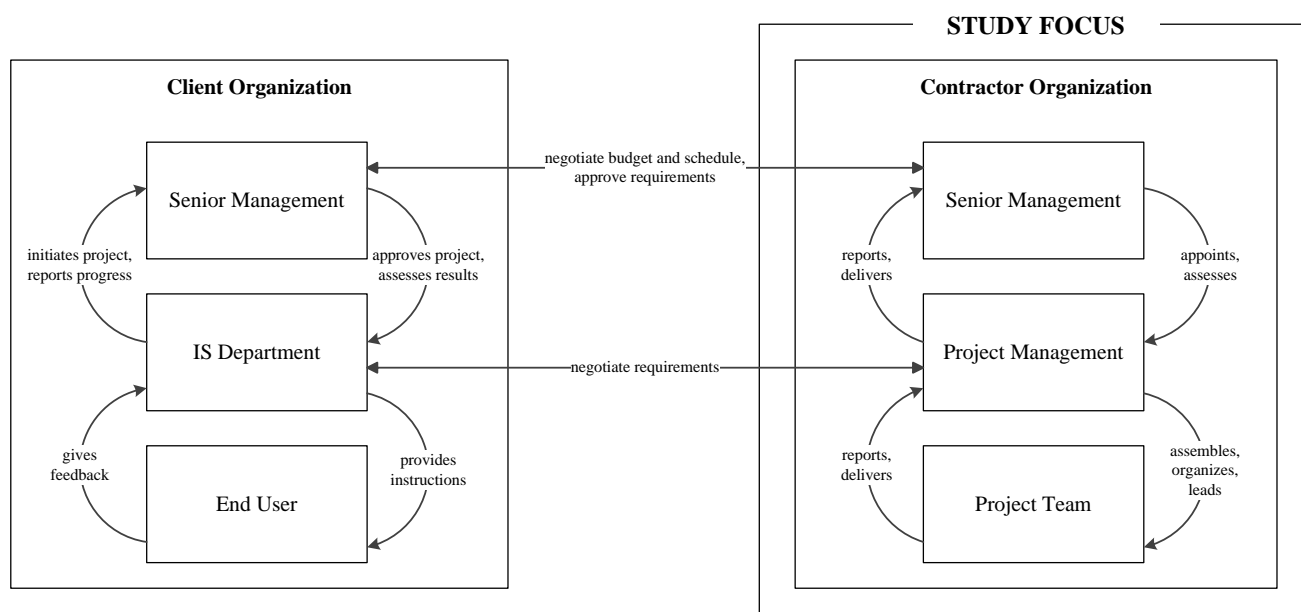 STUDY FOCUS
Client Organization
Contractor Organization
Senior Management
negotiate budget and schedule,
approve requirements
Senior Management
initiates project,
reports progress
approves project,
assesses results
reports,
delivers
appoints,
assesses
IS Department
negotiate requirements
Project Management
gives
feedback
provides
instructions
reports,
delivers
assembles,
organizes,
leads
End User
Project Team